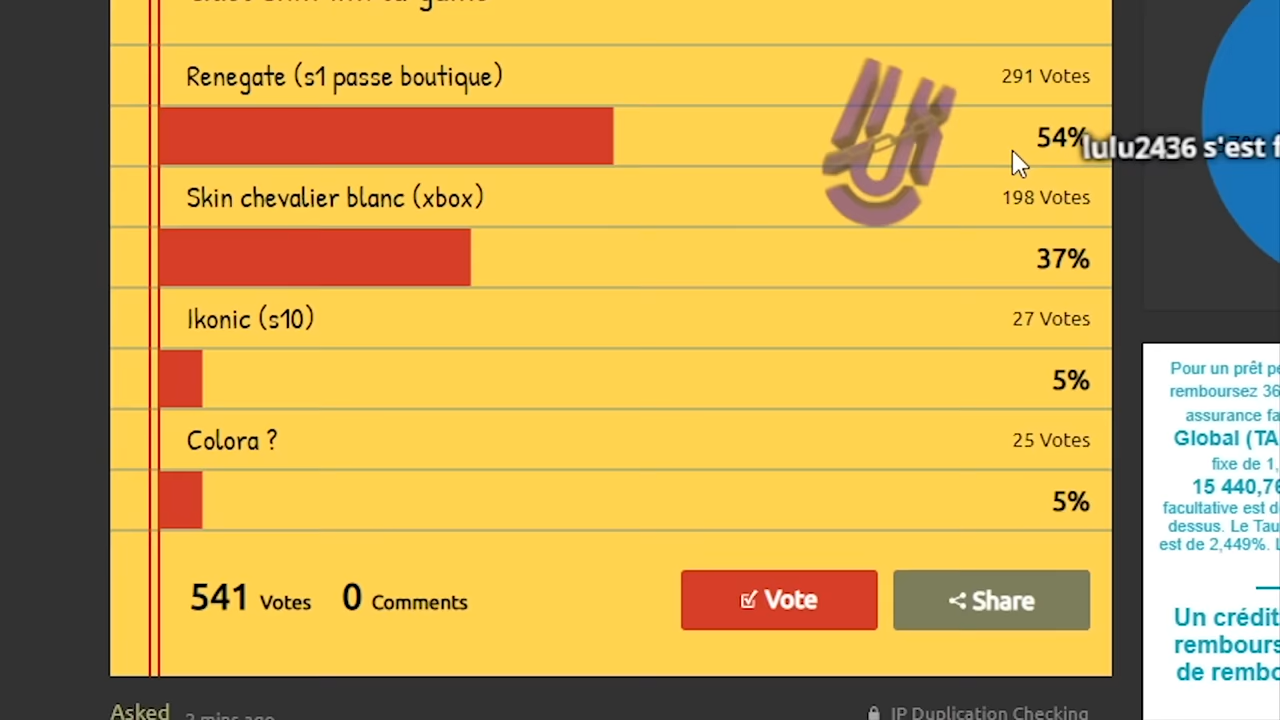 Renegate (s1 passe boutique)
291 Votes
54%
lulu2436 s'est f
Skin chevalier blanc (xbox)
198 Votes
37%
Ikonic (s10)
27 Votes
5%
Colora ?
25 Votes
5%
541 Votes 0 Comments
Vote
Share
Asked 2 mins ago
IP Duplication Checking
Pour un prêt pe
remboursez 36
assurance fa
Global (TA
fixe de 1,
15 440,76
facultative est d
dessus. Le Tau
est de 2,449%. L
Un crédit
rembours
de rembo